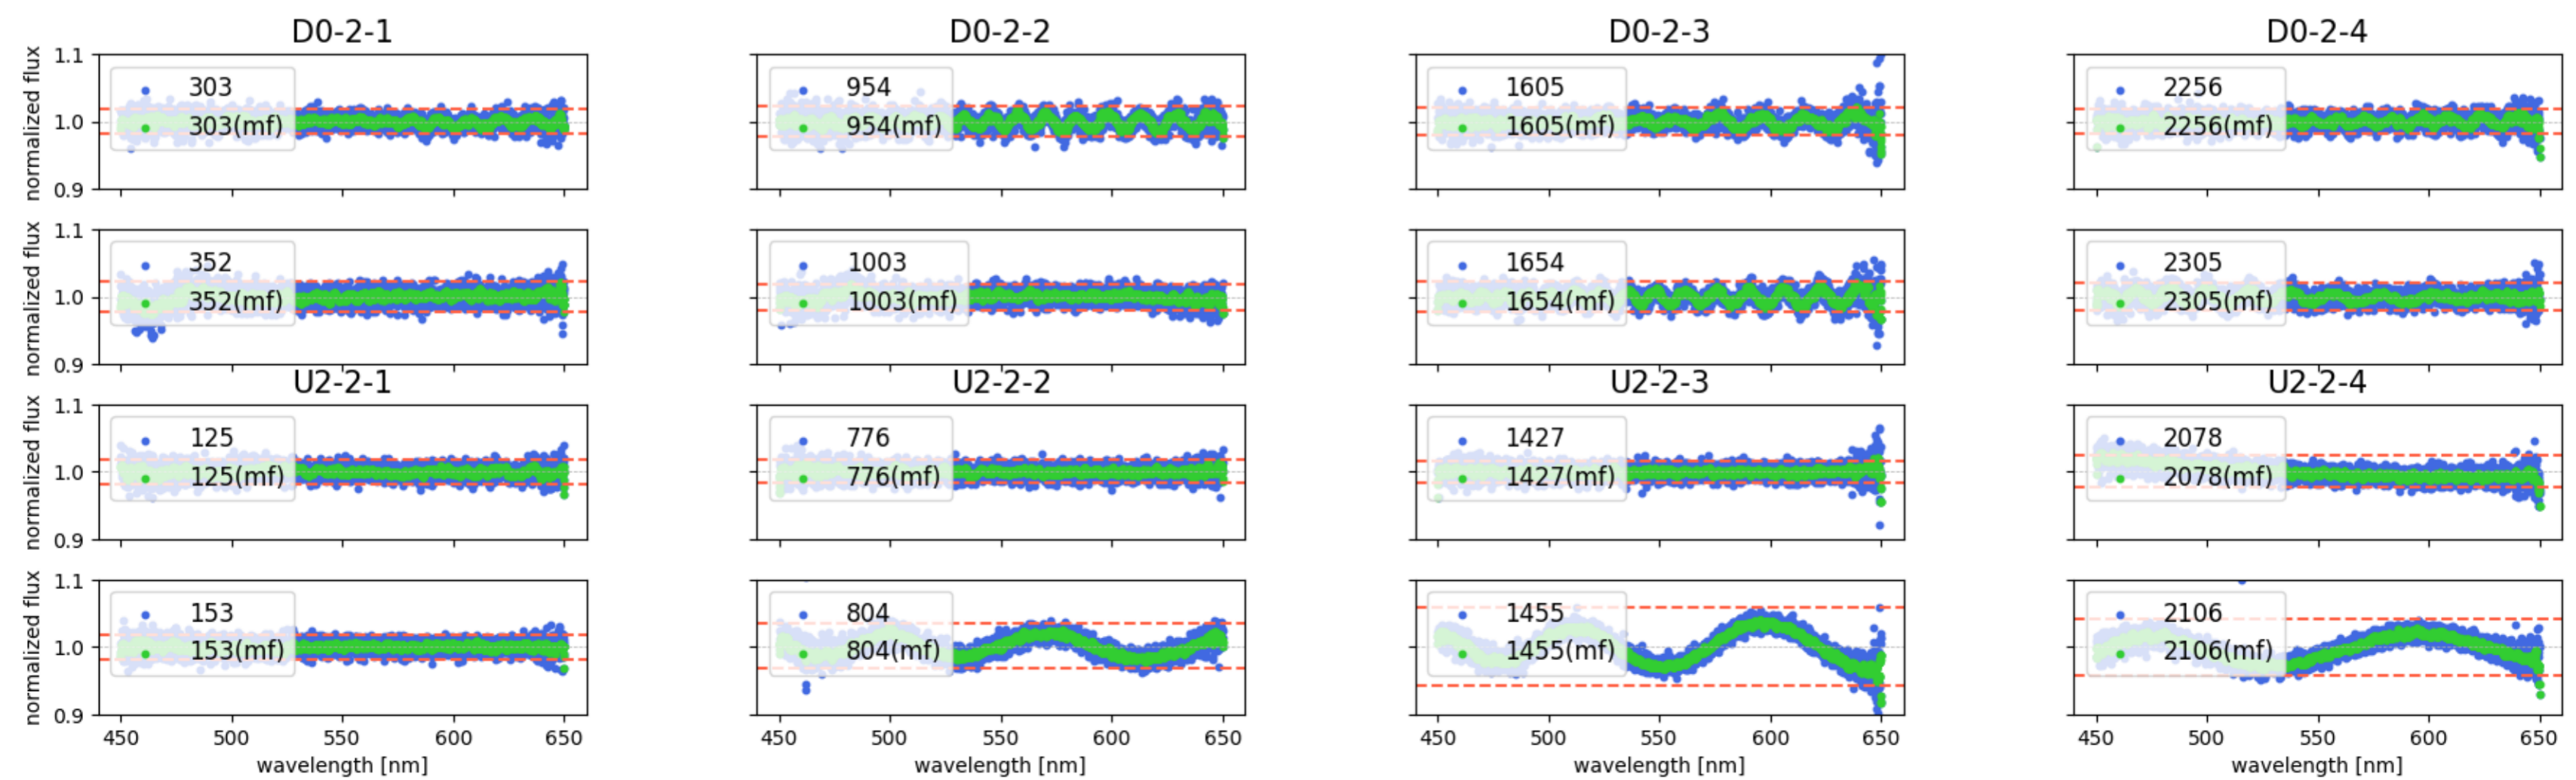 D0-2-1 D0-2-2 D0-2-3 D0-2-4
normalized flux
1.1
1.0
0.9
303
303(mf)
954
954(mf)
1605
1605(mf)
2256
2256(mf)
normalized flux
1.1
1.0
0.9
352
352(mf)
1003
1003(mf)
1654
1654(mf)
2305
2305(mf)
U2-2-1 U2-2-2 U2-2-3 U2-2-4
normalized flux
1.1
1.0
0.9
125
125(mf)
776
776(mf)
1427
1427(mf)
2078
2078(mf)
normalized flux
1.1
1.0
0.9
153
153(mf)
804
804(mf)
1455
1455(mf)
2106
2106(mf)
450 500 550 600 650 450 500 550 600 650 450 500 550 600 650 450 500 550 600 650
wavelength [nm] wavelength [nm] wavelength [nm] wavelength [nm]